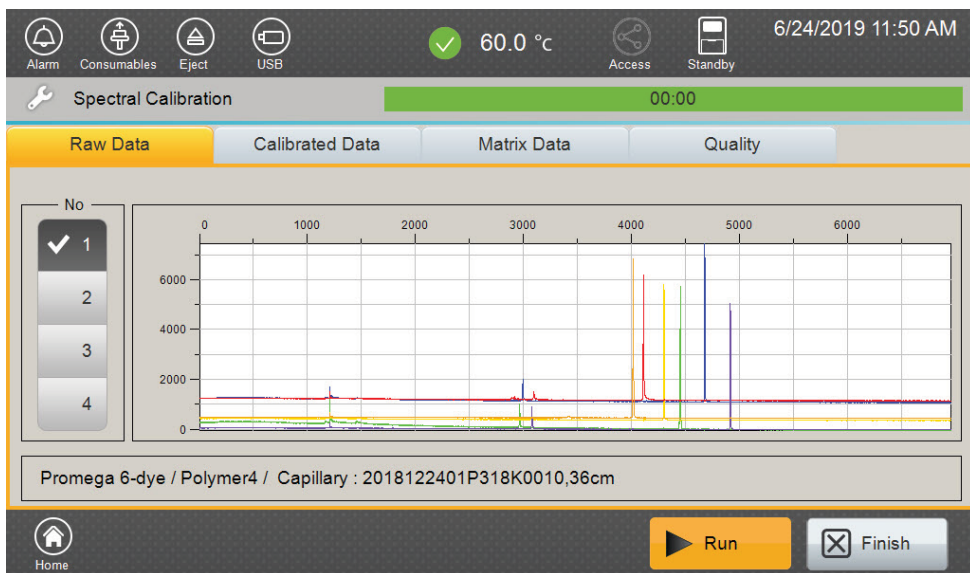 6/24/2019 11:50 AM
60.0 °c
Alarm Consumables Eject USB Access Standby
Spectral Calibration 00:00
Raw Data Calibrated Data Matrix Data Quality
No
1
2
3
4
0 1000 2000 3000 4000 5000 6000
6000
4000
2000
0
Promega 6-dye / Polymer4 / Capillary : 2018122401P318K0010,36cm
Run Finish
Home